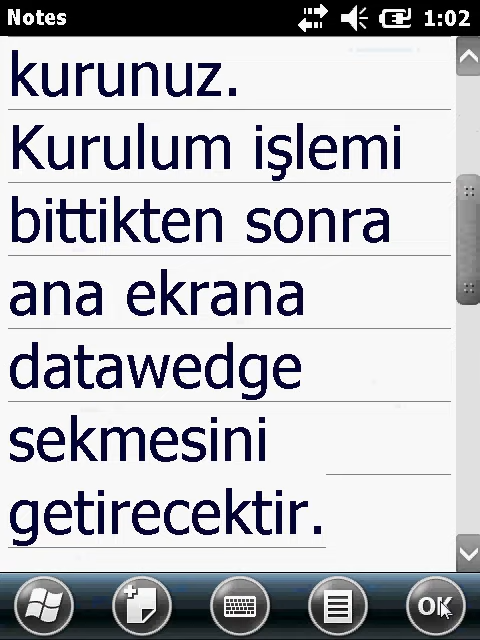 Notes 1:02
kurunuz.
Kurulum işlemi
bittikten sonra
ana ekrana
datawedge
sekmesini
getirecektir.
OK